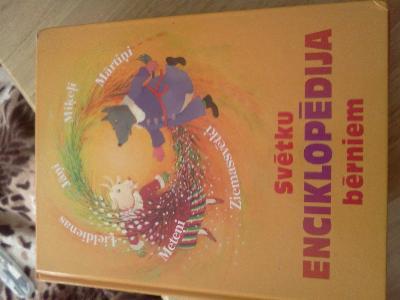 Mārtiņi
Miķeļi
Jāņi
Lieldienas
Meteņi
Ziemassvētki
Svētku
ENCIKLOPĒDIJA
bērniem